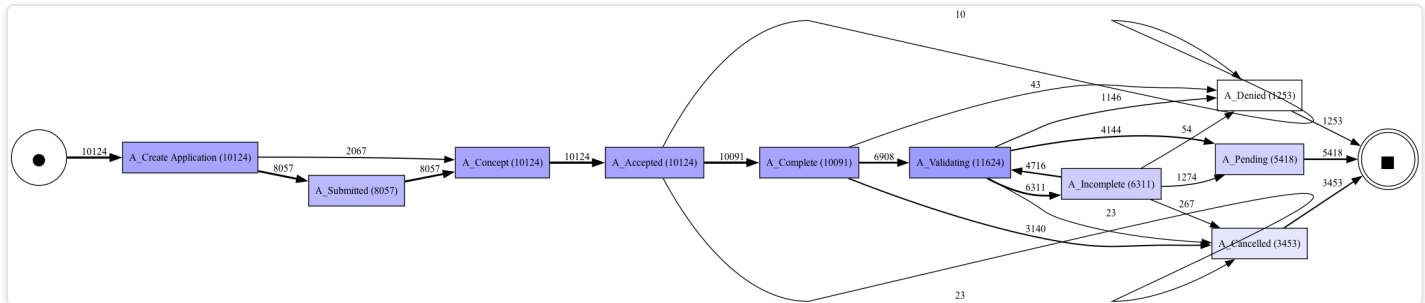 10
43
1146
1253
A_Denied (1253)
2067
4144
54
10124
A_Create Application (10124)
8057
8057
A_Submitted (8057)
A_Concept (10124)
10124
A_Accepted (10124)
10091
A_Complete (10091)
6908
A_Validating (11624)
4716
6311
A_Incomplete (6311)
1274
A_Pending (5418)
5418
3453
267
23
3140
A_Cancelled (3453)
23